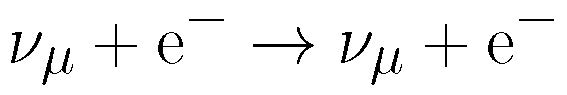 ν_μ + e⁻ → ν_μ + e⁻